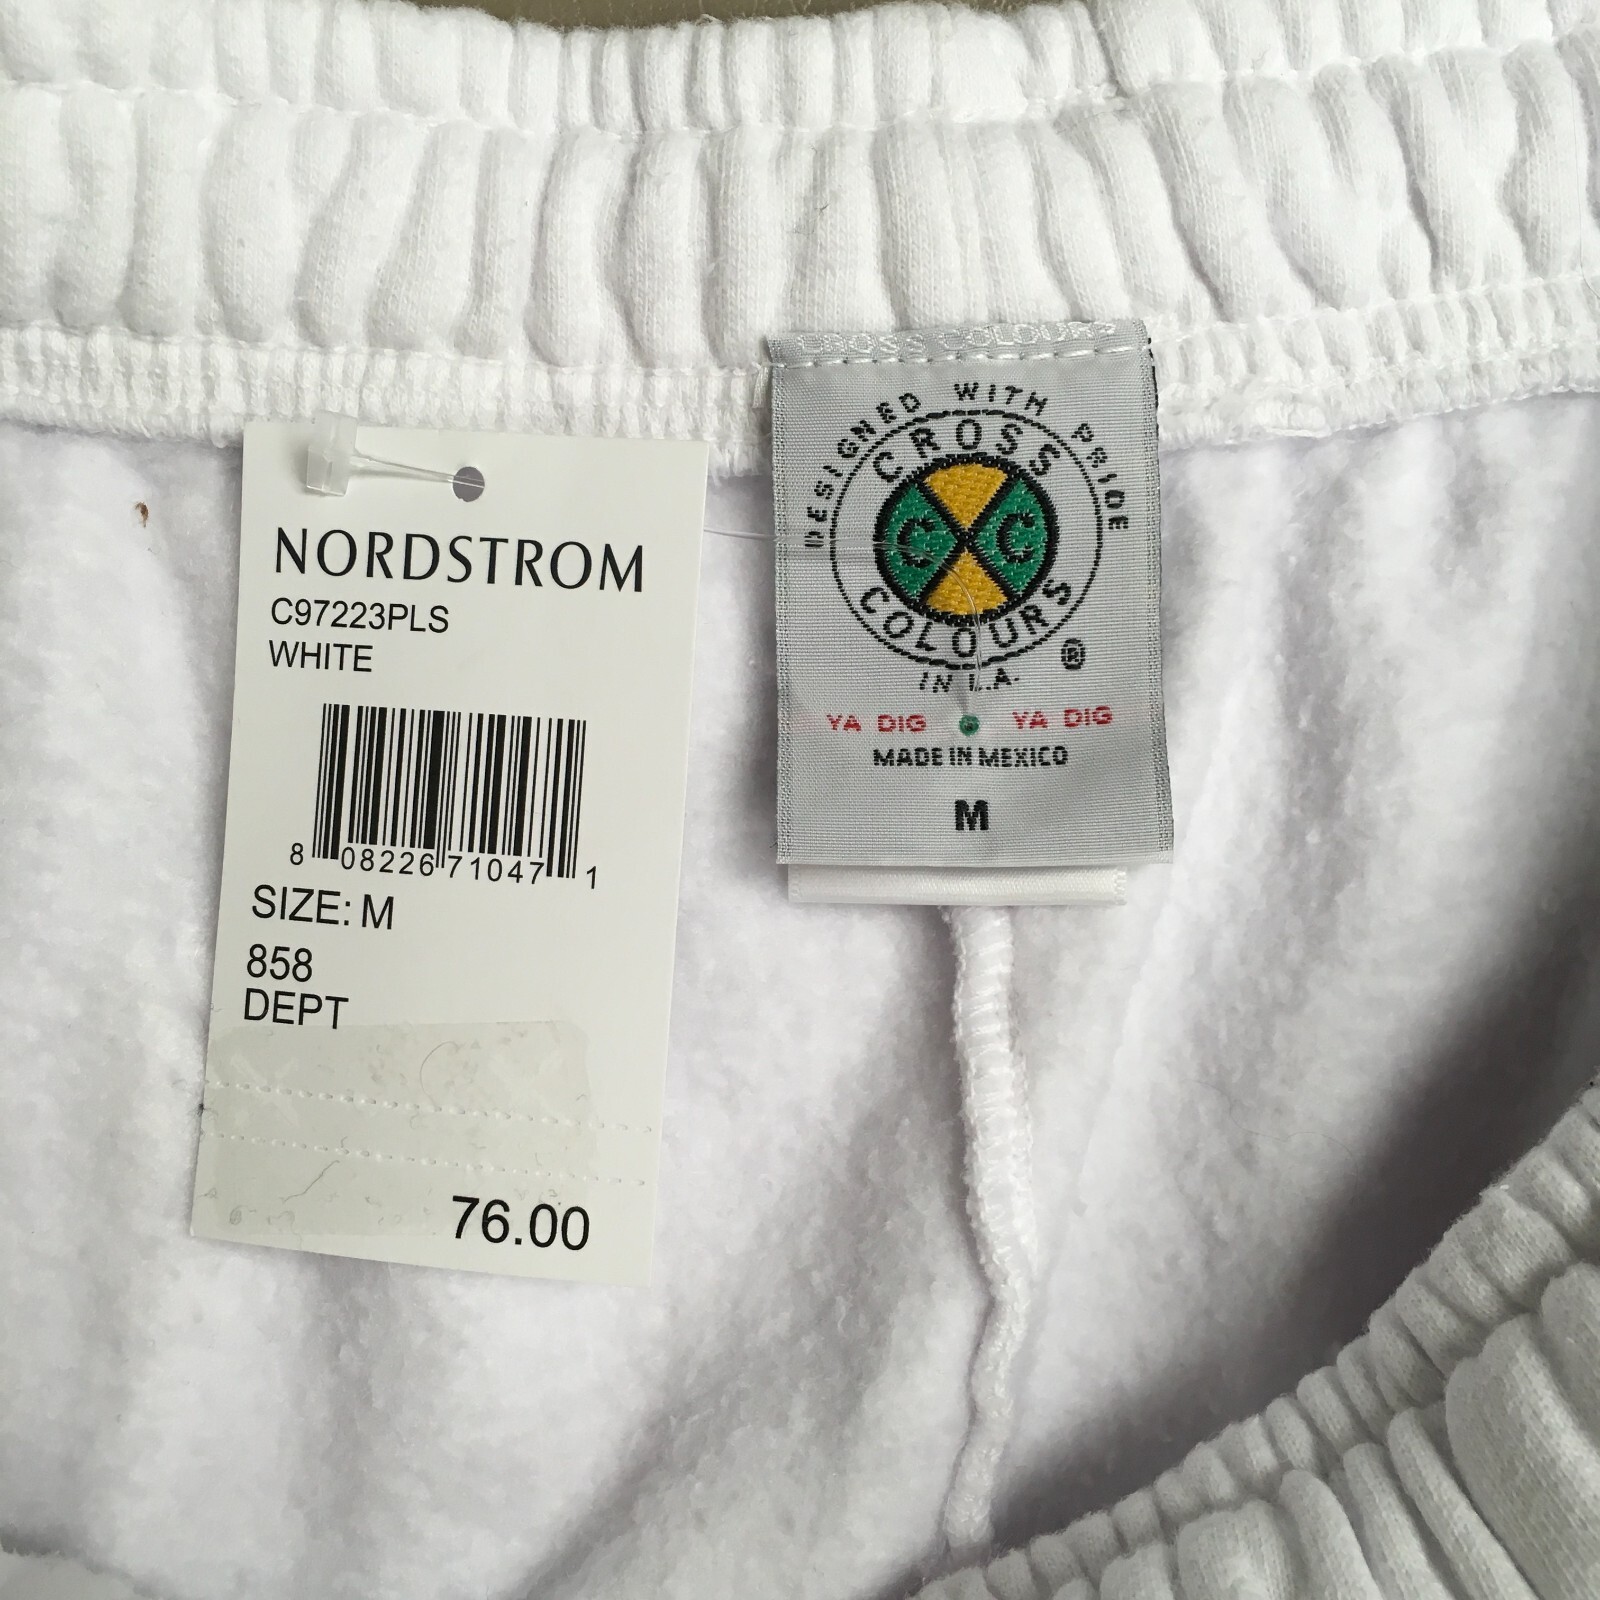 NORDSTROM
C97223PLS
WHITE
8 08226 71047 1
SIZE: M
858
DEPT
76.00
CROSS COLOURS
DESIGNED WITH PRIDE
CROSS
C C
COLOURS
®
IN L.A.
YA DIG YA DIG
MADE IN MEXICO
M